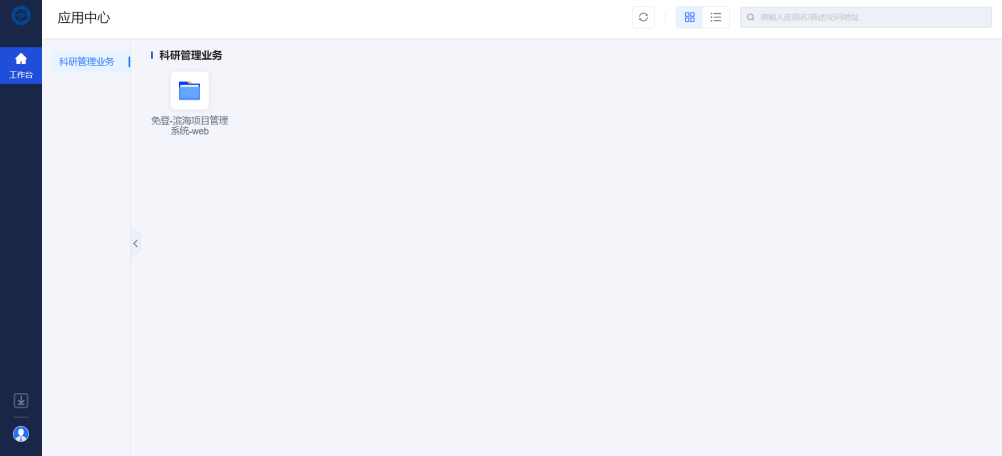 应用中心
请输入应用名/描述/访问地址
工作台
科研管理业务
科研管理业务
免登-滨海项目管理
系统-web